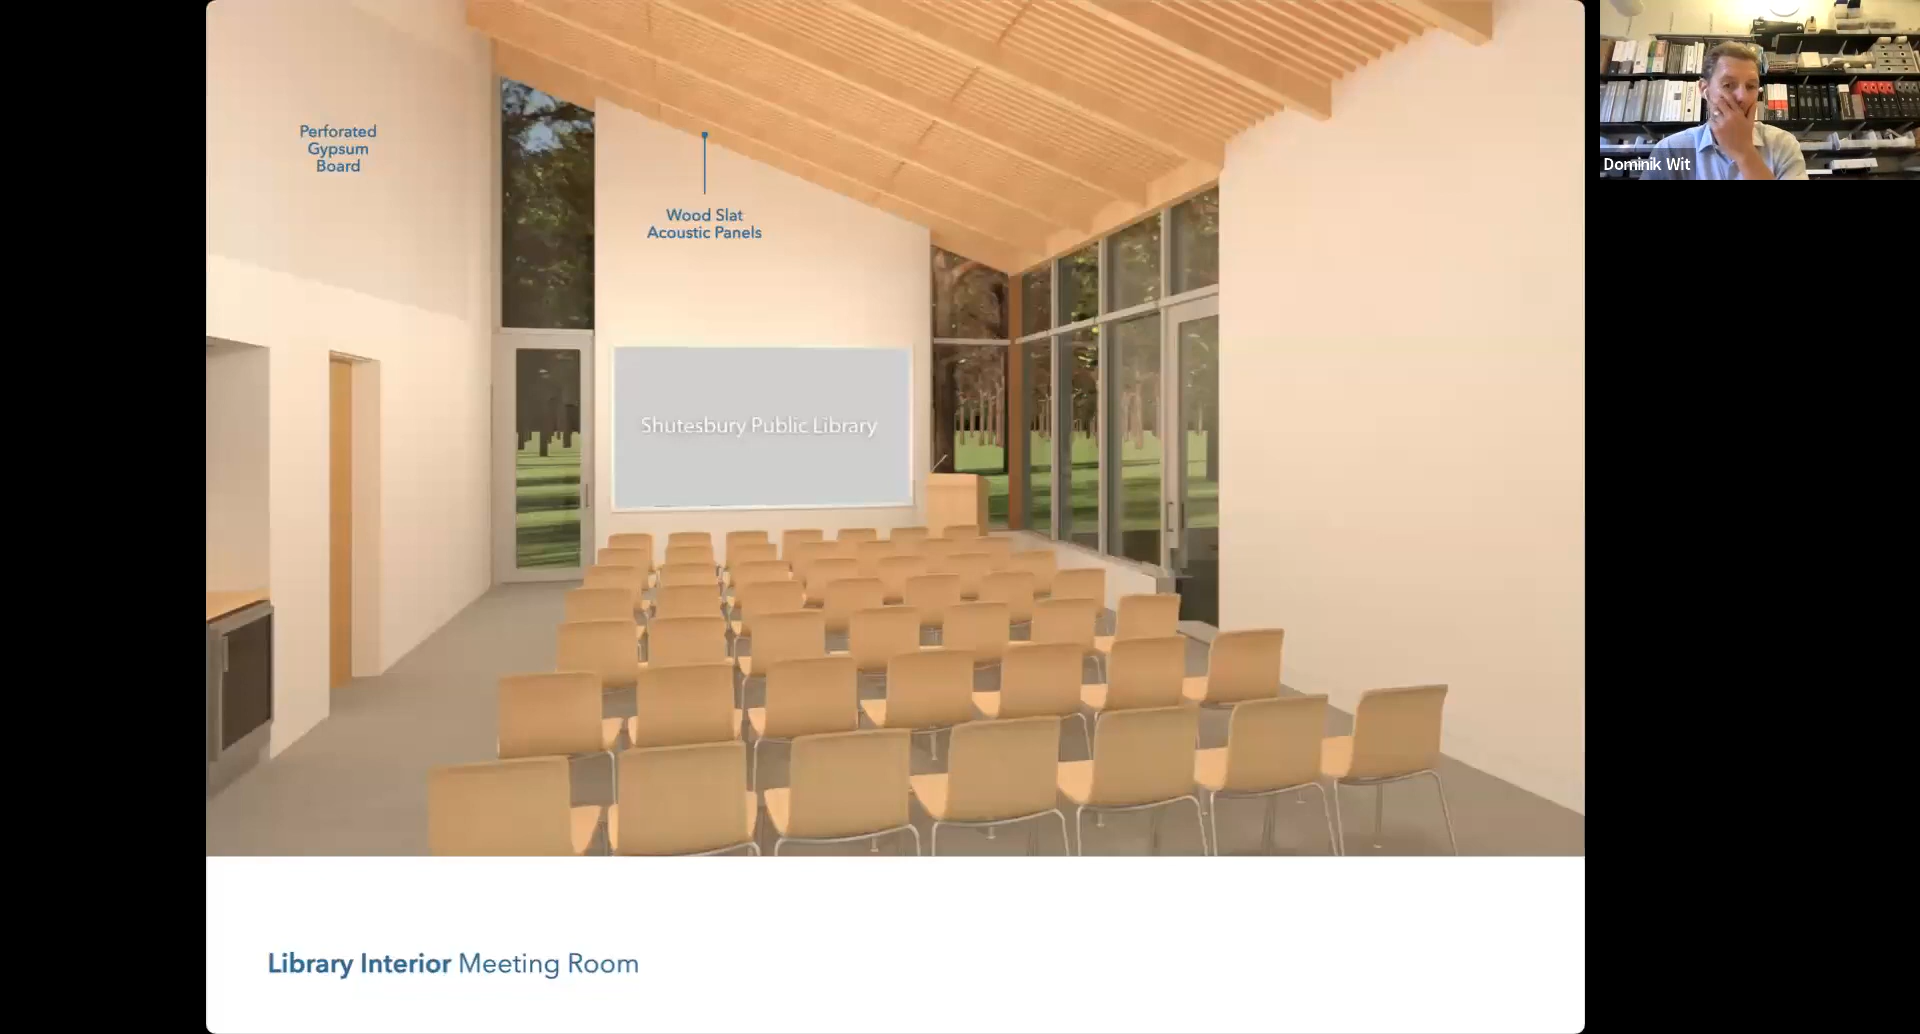 Perforated
Gypsum
Board
Wood Slat
Acoustic Panels
Shutesbury Public Library
Library Interior Meeting Room
Dominik Wit